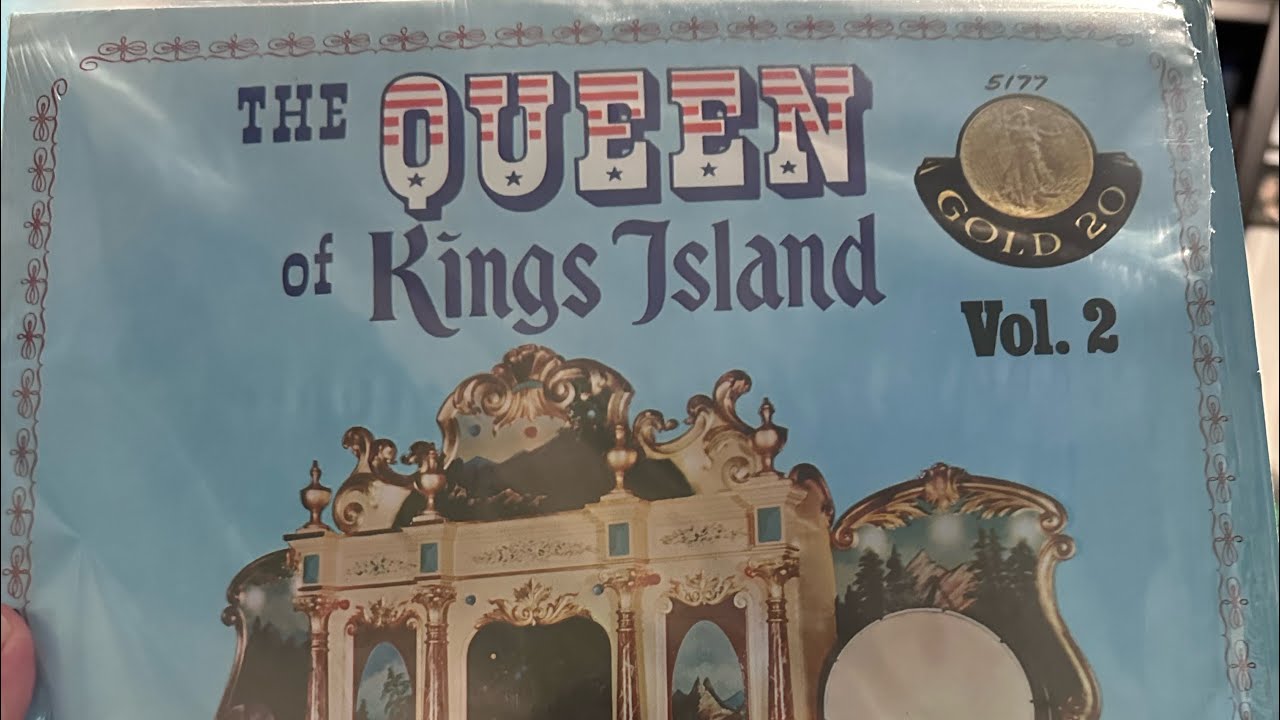 THE QUEEN
of Kings Island
5177
GOLD 20
Vol. 2